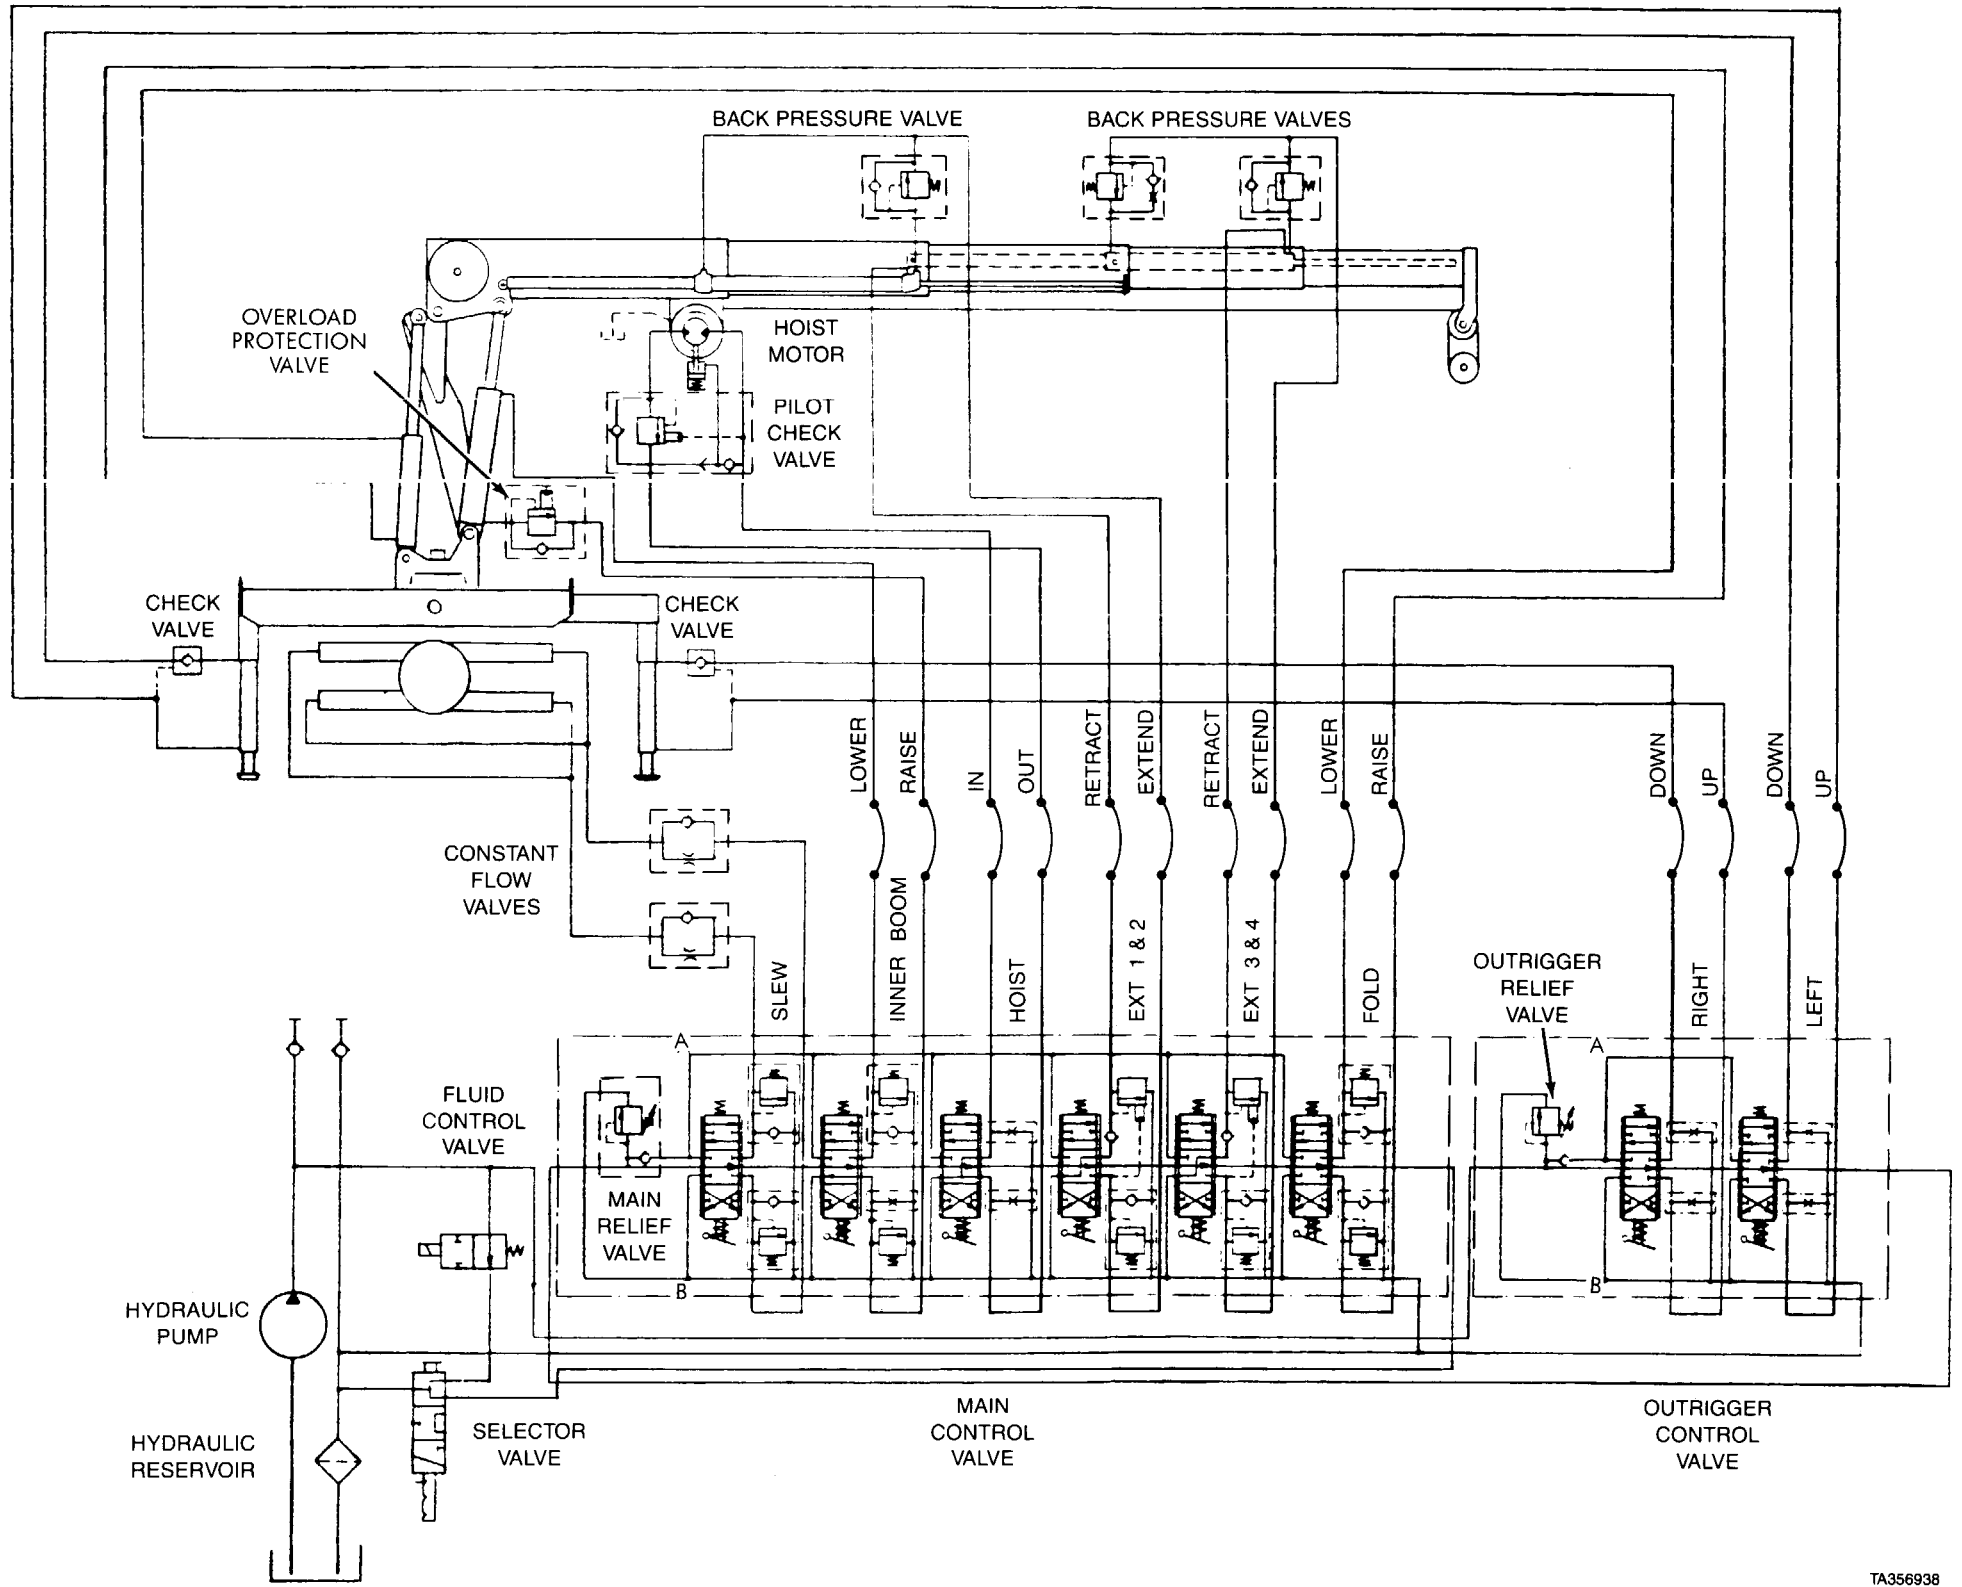 BACK PRESSURE VALVE
BACK PRESSURE VALVES
OVERLOAD
PROTECTION
VALVE
HOIST
MOTOR
PILOT
CHECK
VALVE
CHECK
VALVE
CHECK
VALVE
LOWER
RAISE
IN
OUT
RETRACT
EXTEND
RETRACT
EXTEND
LOWER
RAISE
DOWN
UP
DOWN
UP
CONSTANT
FLOW
VALVES
SLEW
INNER BOOM
HOIST
EXT 1 & 2
EXT 3 & 4
FOLD
OUTRIGGER
RELIEF
VALVE
RIGHT
LEFT
A
A
FLUID
CONTROL
VALVE
MAIN
RELIEF
VALVE
B
B
HYDRAULIC
PUMP
HYDRAULIC
RESERVOIR
SELECTOR
VALVE
MAIN
CONTROL
VALVE
OUTRIGGER
CONTROL
VALVE
TA356938